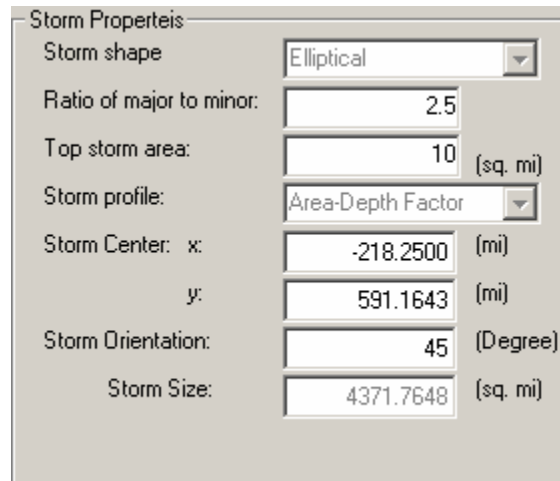 Storm Properteis
Storm shape Elliptical
Ratio of major to minor: 2.5
Top storm area: 10 (sq. mi)
Storm profile: Area-Depth Factor
Storm Center: x: -218.2500 (mi)
y: 591.1643 (mi)
Storm Orientation: 45 (Degree)
Storm Size: 4371.7648 (sq. mi)